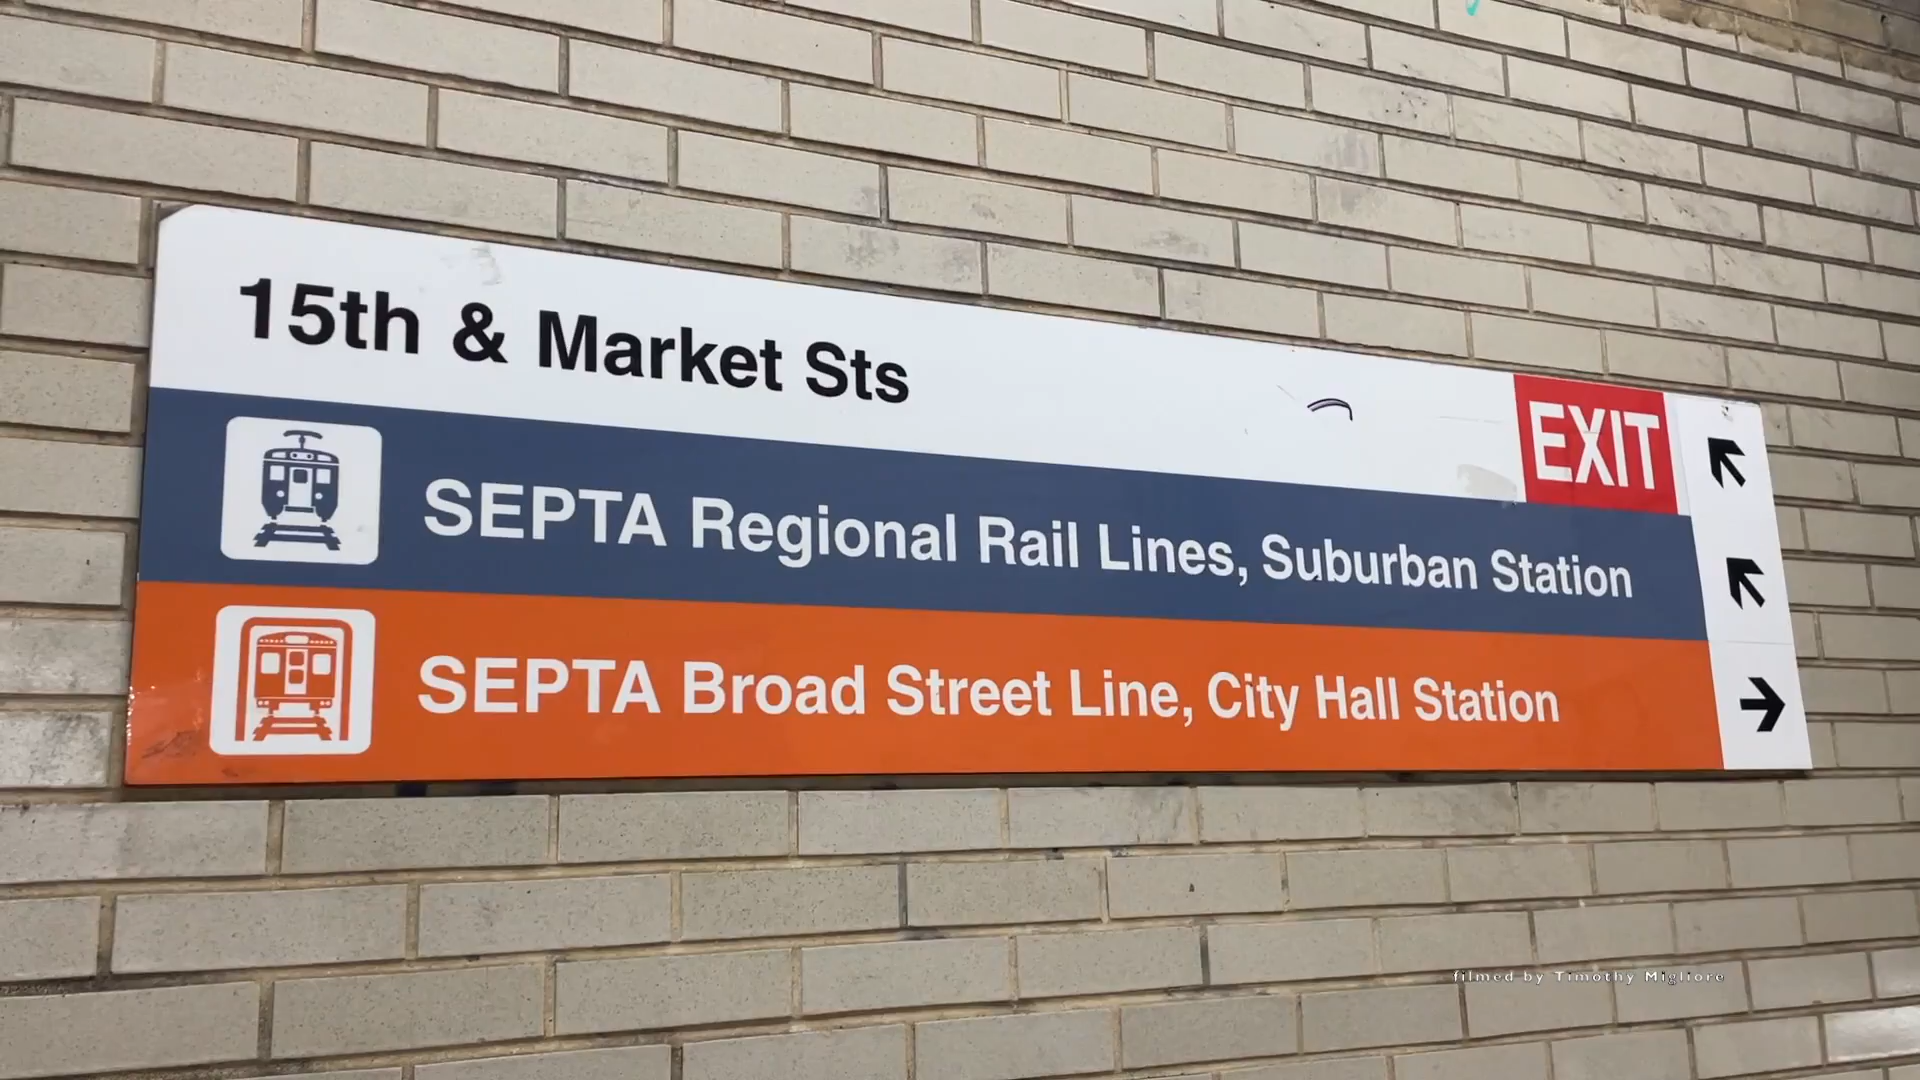 15th & Market Sts
EXIT
SEPTA Regional Rail Lines, Suburban Station
SEPTA Broad Street Line, City Hall Station
filmed by Timothy Migliore